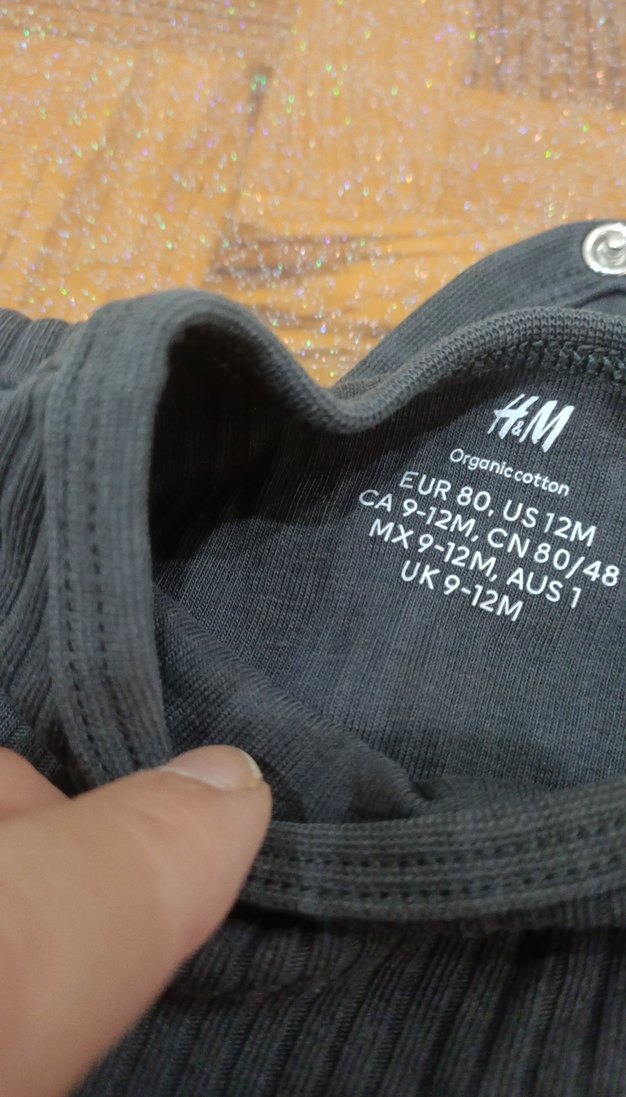 H&M
Organic cotton
EUR 80, US 12M
CA 9-12M, CN 80/48
MX 9-12M, AUS 1
UK 9-12M